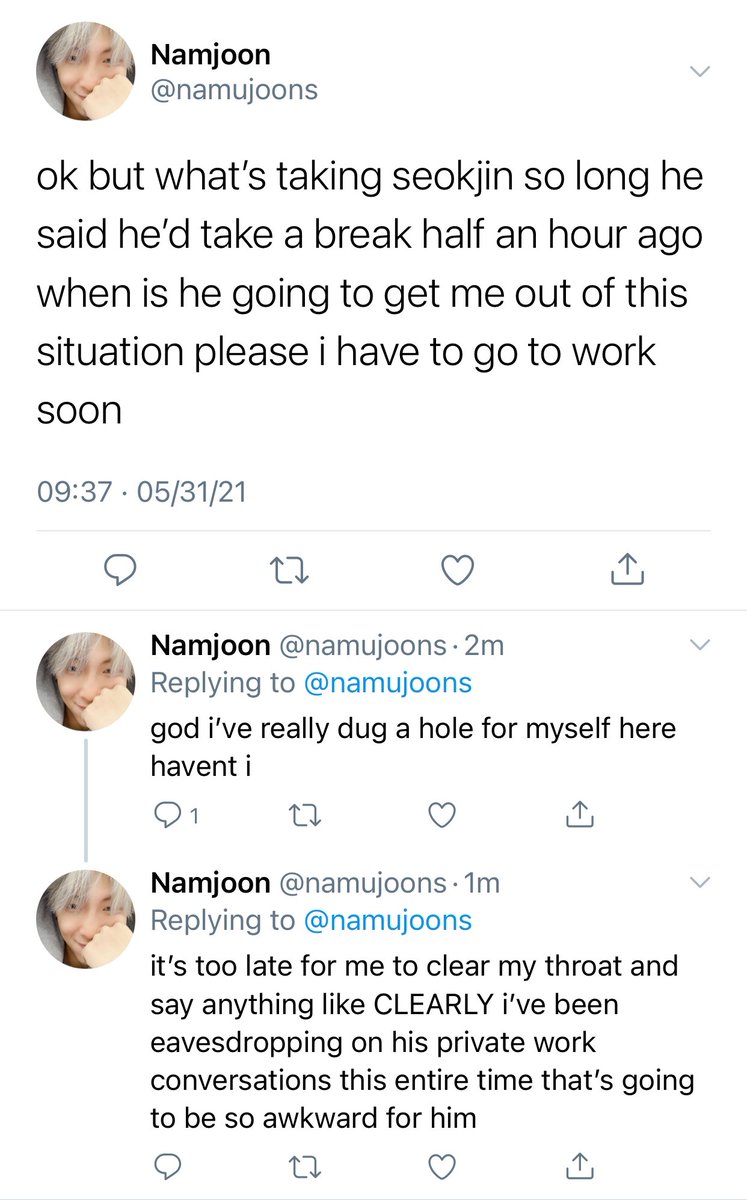 Namjoon
@namujoons
ok but what's taking seokjin so long he
said he'd take a break half an hour ago
when is he going to get me out of this
situation please i have to go to work
soon
09:37 · 05/31/21
Namjoon @namujoons · 2m
Replying to @namujoons
god i've really dug a hole for myself here
havent i
1
Namjoon @namujoons · 1m
Replying to @namujoons
it's too late for me to clear my throat and
say anything like CLEARLY i've been
eavesdropping on his private work
conversations this entire time that's going
to be so awkward for him